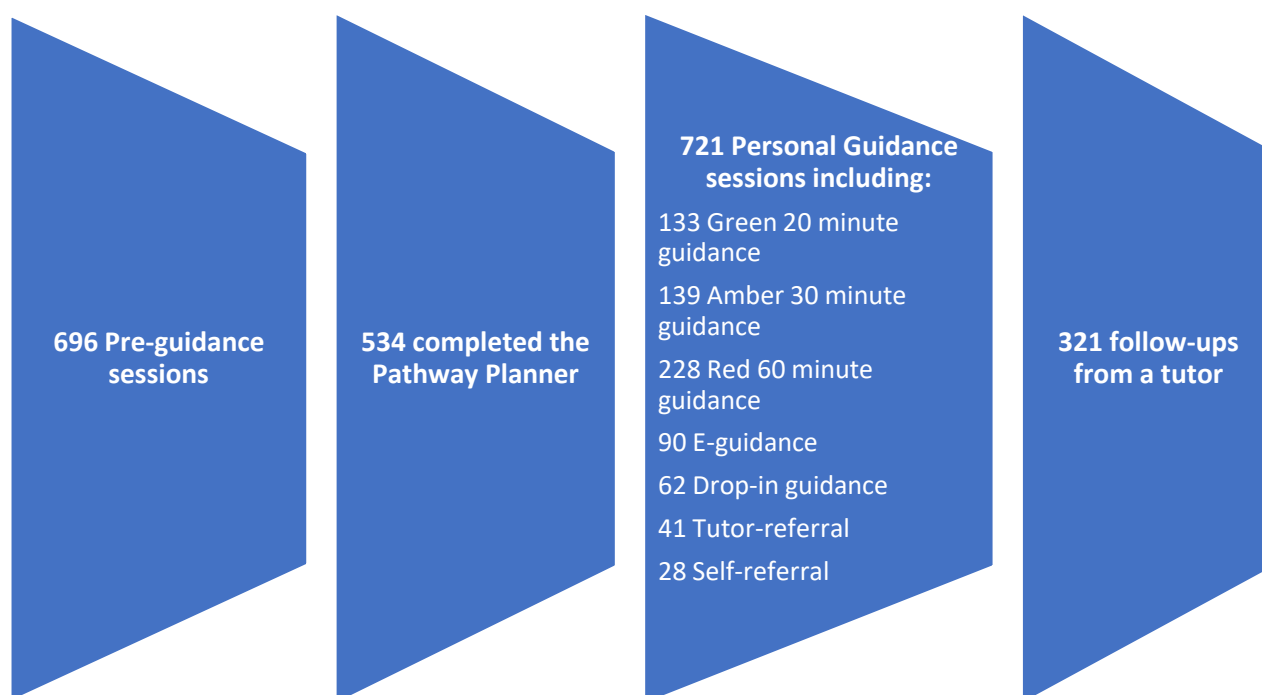 696 Pre-guidance
sessions
534 completed the
Pathway Planner
721 Personal Guidance
sessions including:
133 Green 20 minute
guidance
139 Amber 30 minute
guidance
228 Red 60 minute
guidance
90 E-guidance
62 Drop-in guidance
41 Tutor-referral
28 Self-referral
321 follow-ups
from a tutor